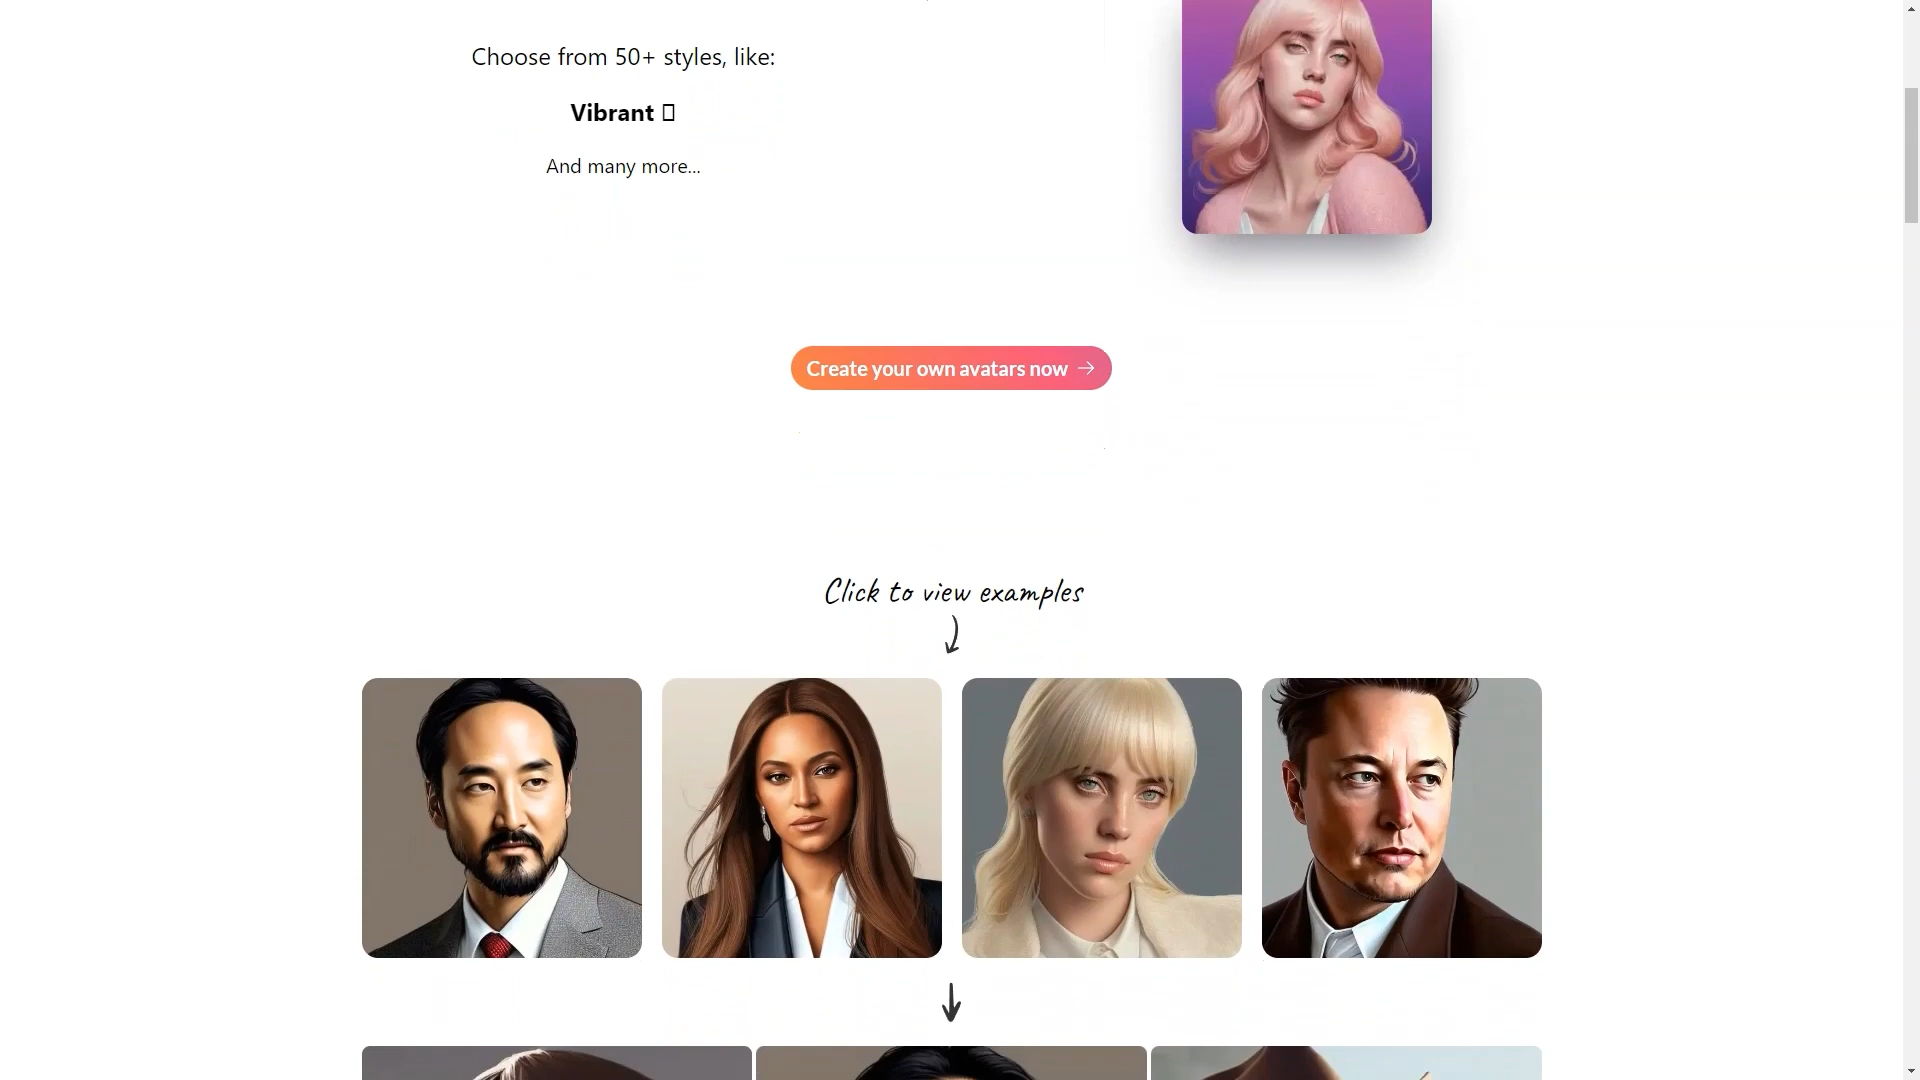 Choose from 50+ styles, like:
Vibrant
And many more...
Create your own avatars now →
Click to view examples